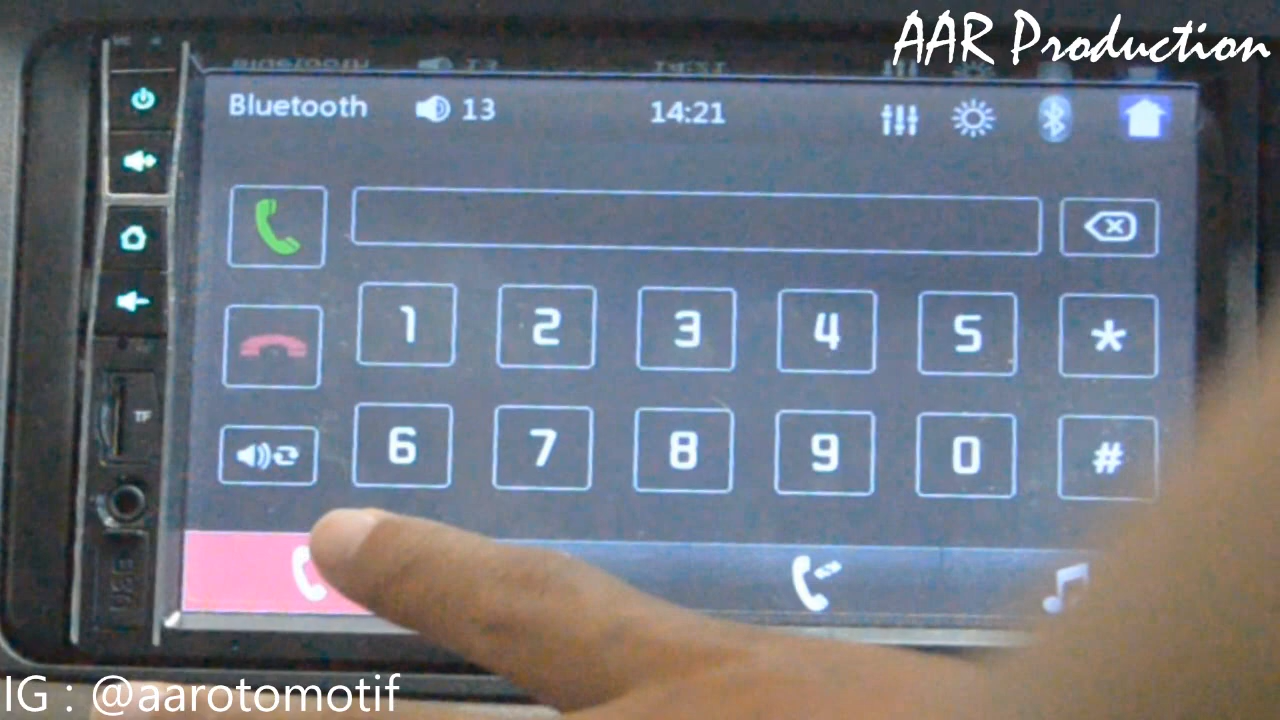 AAR Production
Bluetooth 13 14:21
1 2 3 4 5 *
TF
6 7 8 9 0 #
IG : @aarotomotif